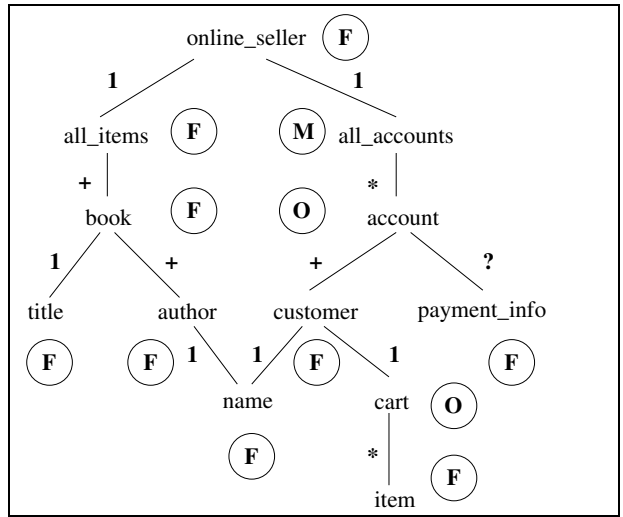 online_seller F
1 1
all_items F M all_accounts
+ *
book F O account
1 + + ?
title author customer payment_info
F F 1 1 F 1 F
name cart O
F * F
item